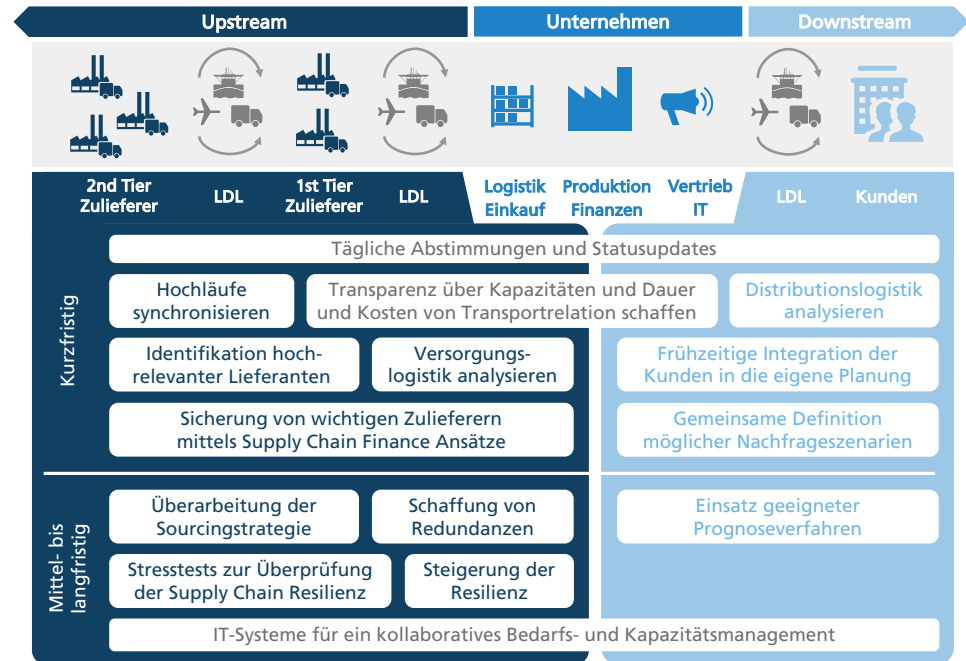 Upstream
Unternehmen
Downstream
2nd Tier
Zulieferer
LDL
1st Tier
Zulieferer
LDL
Logistik
Einkauf
Produktion
Finanzen
Vertrieb
IT
LDL
Kunden
Kurzfristig
Tägliche Abstimmungen und Statusupdates
Hochläufe
synchronisieren
Transparenz über Kapazitäten und Dauer
und Kosten von Transportrelation schaffen
Distributionslogistik
analysieren
Identifikation hoch-
relevanter Lieferanten
Versorgungs-
logistik analysieren
Frühzeitige Integration der
Kunden in die eigene Planung
Sicherung von wichtigen Zulieferern
mittels Supply Chain Finance Ansätze
Gemeinsame Definition
möglicher Nachfrageszenarien
Mittel- bis
langfristig
Überarbeitung der
Sourcingstrategie
Schaffung von
Redundanzen
Einsatz geeigneter
Prognoseverfahren
Stresstests zur Überprüfung
der Supply Chain Resilienz
Steigerung der
Resilienz
IT-Systeme für ein kollaboratives Bedarfs- und Kapazitätsmanagement